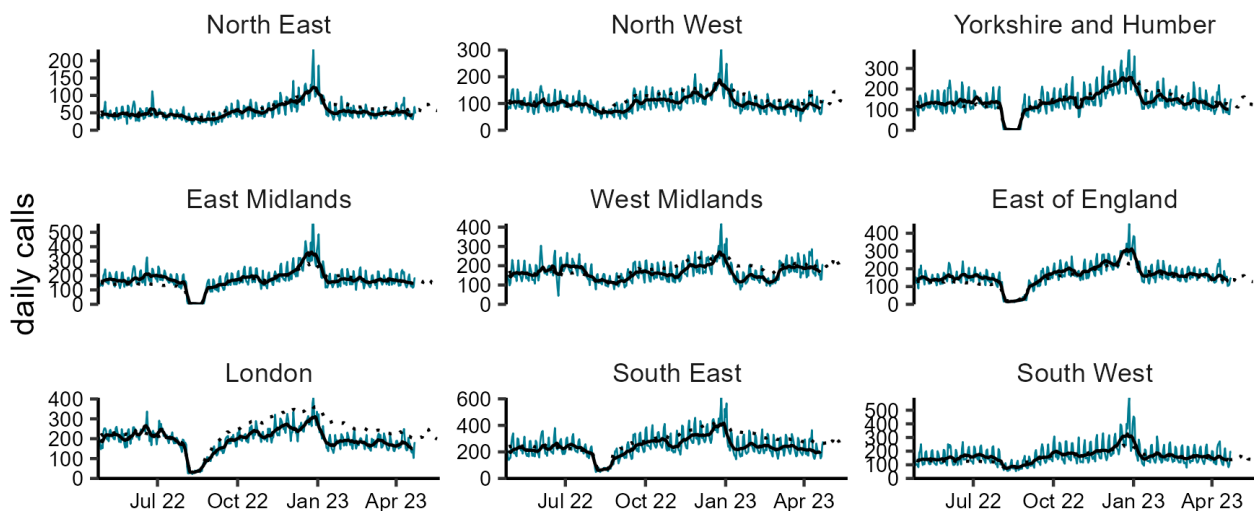 North East North West Yorkshire and Humber
200 150 100 50 0
300 200 100 0
300 200 100 0
daily calls
East Midlands West Midlands East of England
500 400 300 200 100 0
400 300 200 100 0
400 300 200 100 0
London South East South West
400 300 200 100 0
600 400 200 0
500 400 300 200 100 0
Jul 22 Oct 22 Jan 23 Apr 23 Jul 22 Oct 22 Jan 23 Apr 23 Jul 22 Oct 22 Jan 23 Apr 23